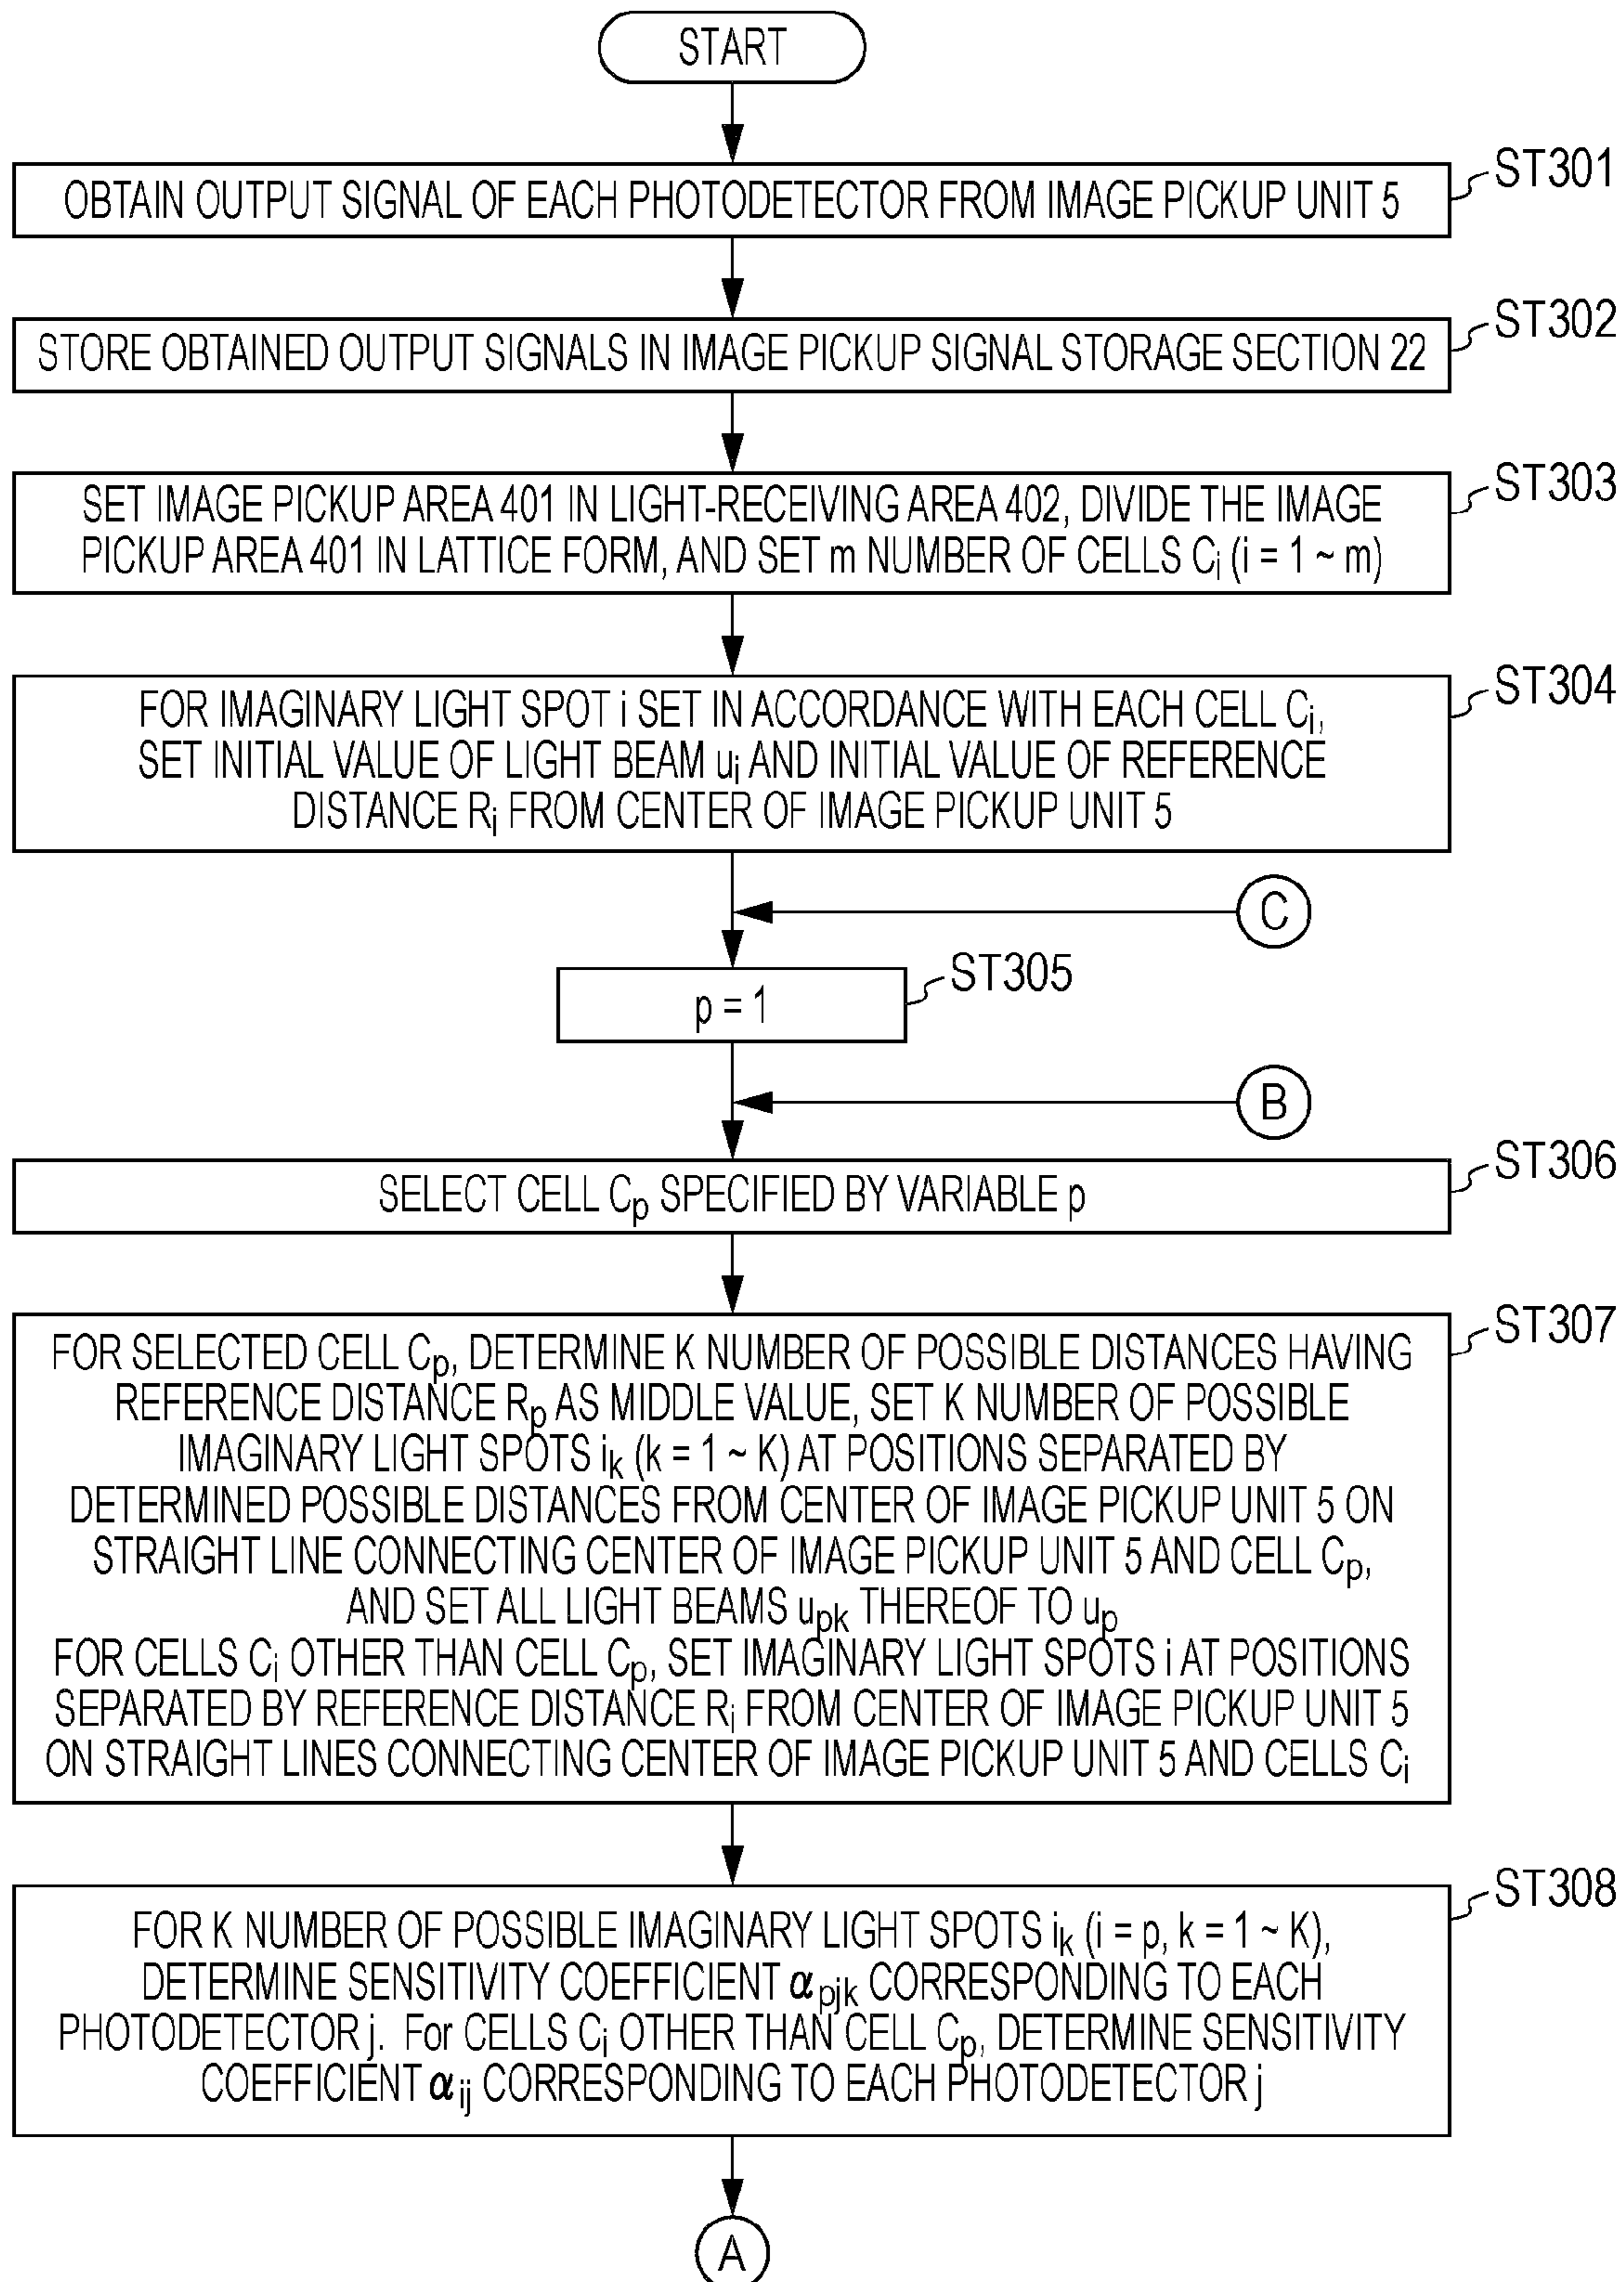 START
ST301
OBTAIN OUTPUT SIGNAL OF EACH PHOTODETECTOR FROM IMAGE PICKUP UNIT 5
ST302
STORE OBTAINED OUTPUT SIGNALS IN IMAGE PICKUP SIGNAL STORAGE SECTION 22
ST303
SET IMAGE PICKUP AREA 401 IN LIGHT-RECEIVING AREA 402, DIVIDE THE IMAGE
PICKUP AREA 401 IN LATTICE FORM, AND SET m NUMBER OF CELLS Ci (i = 1 ~ m)
ST304
FOR IMAGINARY LIGHT SPOT i SET IN ACCORDANCE WITH EACH CELL Ci,
SET INITIAL VALUE OF LIGHT BEAM ui AND INITIAL VALUE OF REFERENCE
DISTANCE Ri FROM CENTER OF IMAGE PICKUP UNIT 5
C
ST305
p = 1
B
ST306
SELECT CELL Cp SPECIFIED BY VARIABLE p
ST307
FOR SELECTED CELL Cp, DETERMINE K NUMBER OF POSSIBLE DISTANCES HAVING
REFERENCE DISTANCE Rp AS MIDDLE VALUE, SET K NUMBER OF POSSIBLE
IMAGINARY LIGHT SPOTS ik (k = 1 ~ K) AT POSITIONS SEPARATED BY
DETERMINED POSSIBLE DISTANCES FROM CENTER OF IMAGE PICKUP UNIT 5 ON
STRAIGHT LINE CONNECTING CENTER OF IMAGE PICKUP UNIT 5 AND CELL Cp,
AND SET ALL LIGHT BEAMS upk THEREOF TO up
FOR CELLS Ci OTHER THAN CELL Cp, SET IMAGINARY LIGHT SPOTS i AT POSITIONS
SEPARATED BY REFERENCE DISTANCE Ri FROM CENTER OF IMAGE PICKUP UNIT 5
ON STRAIGHT LINES CONNECTING CENTER OF IMAGE PICKUP UNIT 5 AND CELLS Ci
ST308
FOR K NUMBER OF POSSIBLE IMAGINARY LIGHT SPOTS ik (i = p, k = 1 ~ K),
DETERMINE SENSITIVITY COEFFICIENT αpjk CORRESPONDING TO EACH
PHOTODETECTOR j. For CELLS Ci OTHER THAN CELL Cp, DETERMINE SENSITIVITY
COEFFICIENT αij CORRESPONDING TO EACH PHOTODETECTOR j
A